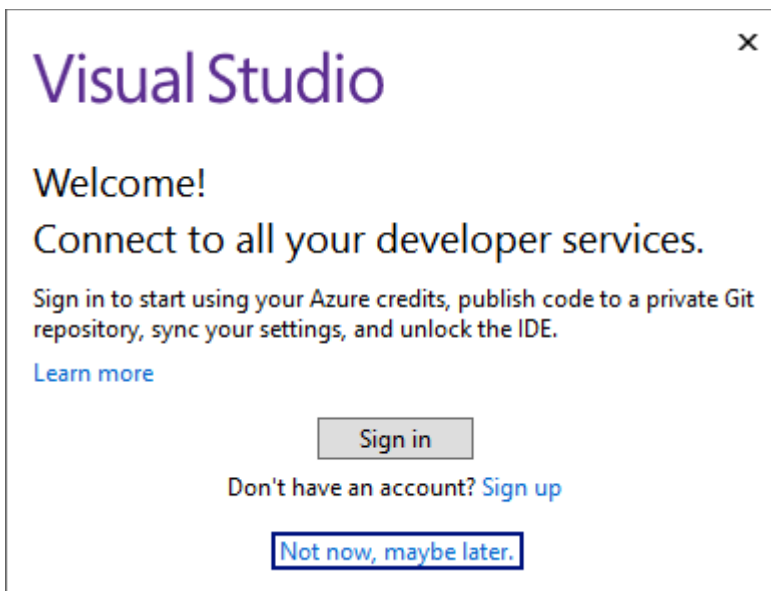 Visual Studio
Welcome!
Connect to all your developer services.
Sign in to start using your Azure credits, publish code to a private Git
repository, sync your settings, and unlock the IDE.
Learn more
Sign in
Don't have an account? Sign up
Not now, maybe later.